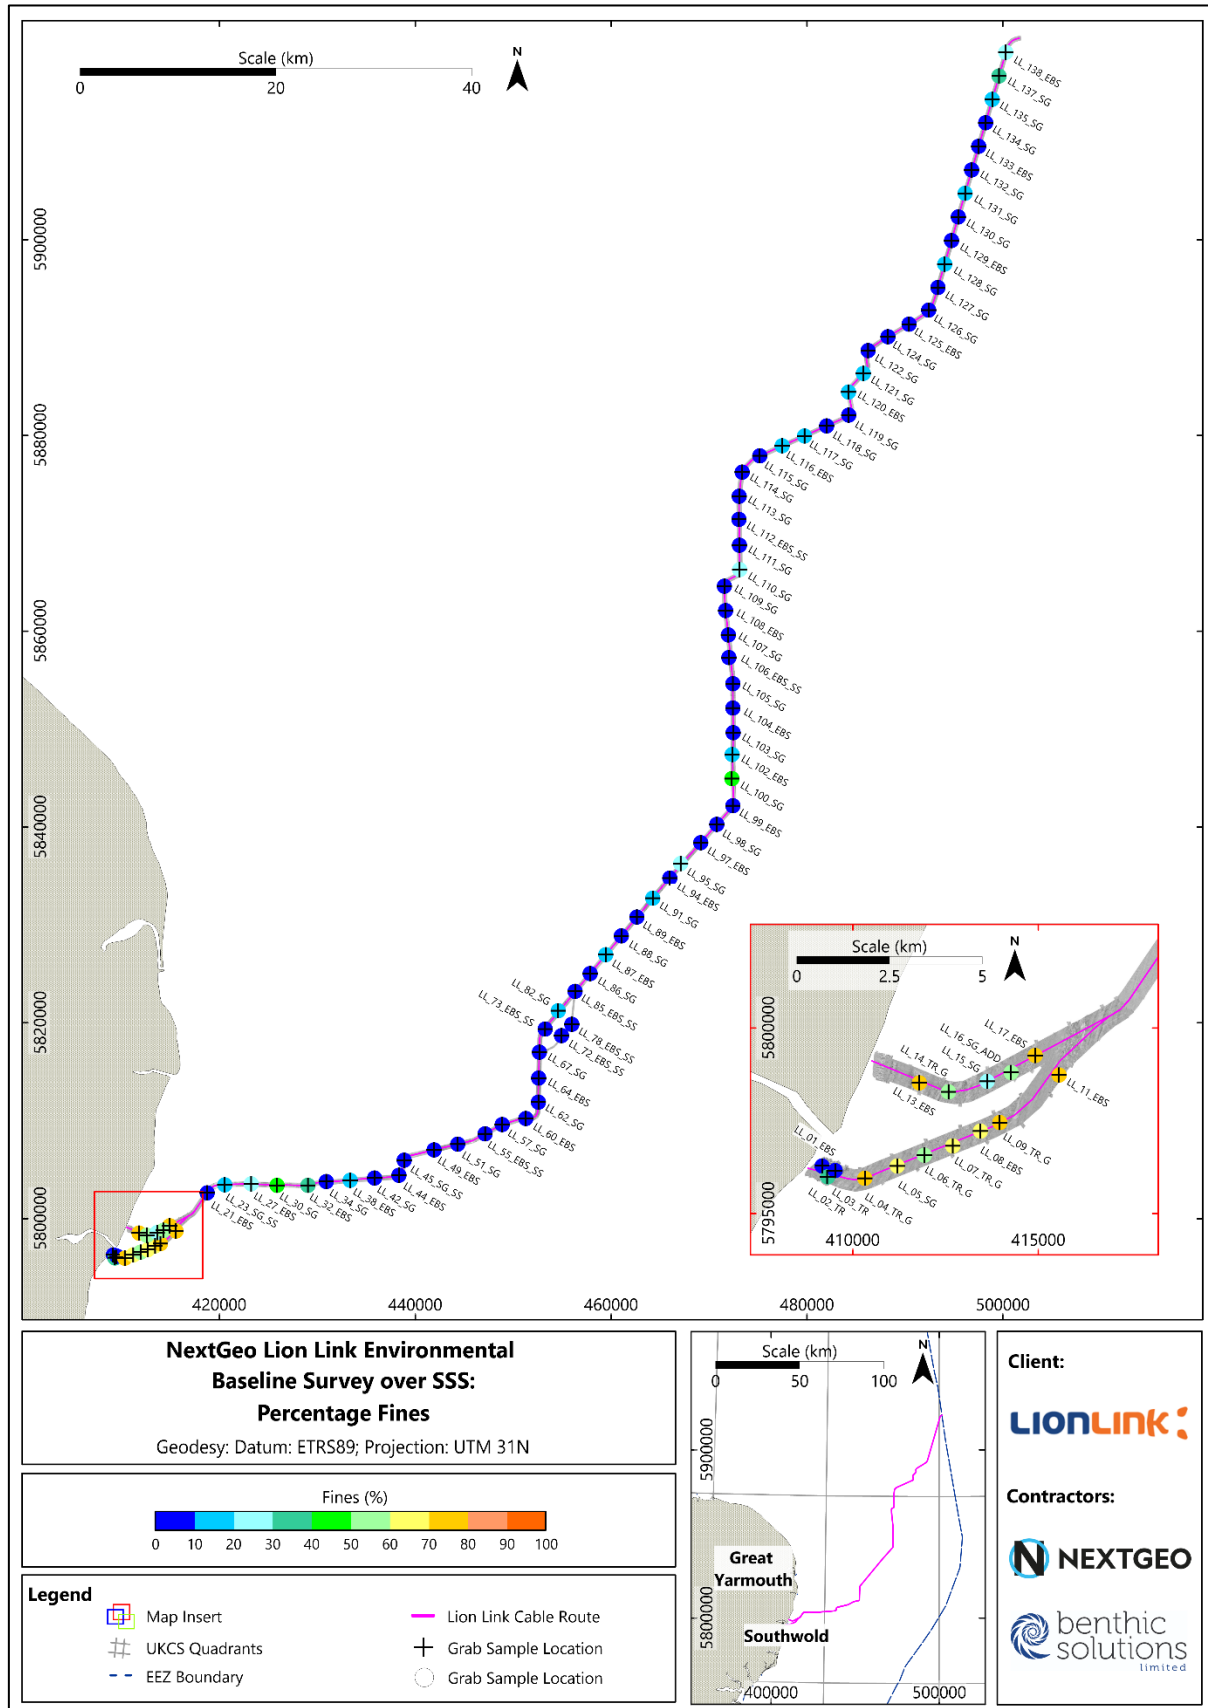 Scale (km)
0
20
40
N
5900000
5880000
5860000
5840000
5820000
5800000
420000
440000
460000
480000
500000
LL_138_EBS
LL_137_SG
LL_135_SG
LL_134_SG
LL_133_EBS
LL_132_SG
LL_131_SG
LL_130_SG
LL_129_EBS
LL_128_SG
LL_127_SG
LL_126_SG
LL_125_EBS
LL_124_SG
LL_122_SG
LL_121_SG
LL_120_EBS
LL_119_SG
LL_118_SG
LL_117_SG
LL_116_EBS
LL_115_SG
LL_114_SG
LL_113_SG
LL_112_EBS_SS
LL_111_SG
LL_110_SG
LL_109_SG
LL_108_EBS
LL_107_SG
LL_106_EBS_SS
LL_105_SG
LL_104_EBS
LL_103_SG
LL_102_EBS
LL_100_SG
LL_99_EBS
LL_98_SG
LL_97_EBS
LL_95_SG
LL_94_EBS
LL_91_SG
LL_89_EBS
LL_88_SG
LL_87_EBS
LL_86_SG
LL_85_EBS_SS
LL_82_SG
LL_73_EBS_SS
LL_78_EBS_SS
LL_72_EBS_SS
LL_67_SG
LL_64_EBS
LL_62_SG
LL_60_EBS
LL_57_SG
LL_55_EBS_SS
LL_51_SG
LL_49_EBS
LL_45_SG_SS
LL_44_EBS
LL_42_SG
LL_38_EBS
LL_34_SG
LL_32_EBS
LL_30_SG
LL_27_EBS
LL_23_SG_SS
LL_21_EBS
Scale (km)
0
2.5
5
N
5800000
5795000
410000
415000
LL_17_EBS
LL_16_SG_ADD
LL_15_SG
LL_14_TR_G
LL_13_EBS
LL_11_EBS
LL_09_TR_G
LL_08_EBS
LL_07_TR_G
LL_06_TR_G
LL_05_SG
LL_04_TR_G
LL_03_TR
LL_02_TR
LL_01_EBS
NextGeo Lion Link Environmental
Baseline Survey over SSS:
Percentage Fines
Geodesy: Datum: ETRS89; Projection: UTM 31N
Fines (%)
0 10 20 30 40 50 60 70 80 90 100
Legend
Map Insert
UKCS Quadrants
EEZ Boundary
Lion Link Cable Route
Grab Sample Location
Grab Sample Location
Scale (km)
0
50
100
N
5900000
5800000
400000
500000
Great
Yarmouth
Southwold
Client:
LIONLINK
Contractors:
N NEXTGEO
benthic
solutions
limited